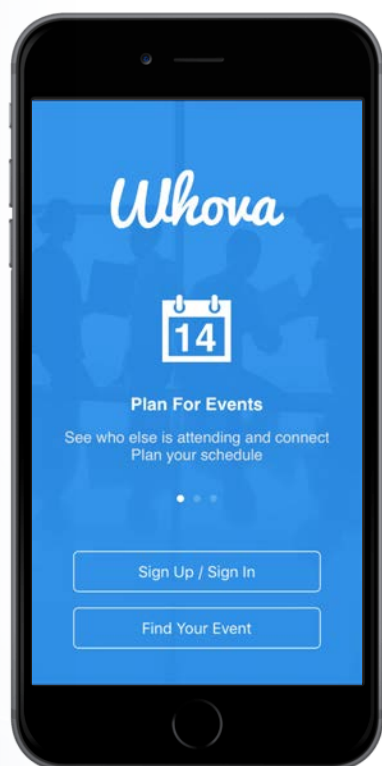 Whova
14
Plan For Events
See who else is attending and connect
Plan your schedule
Sign Up / Sign In
Find Your Event